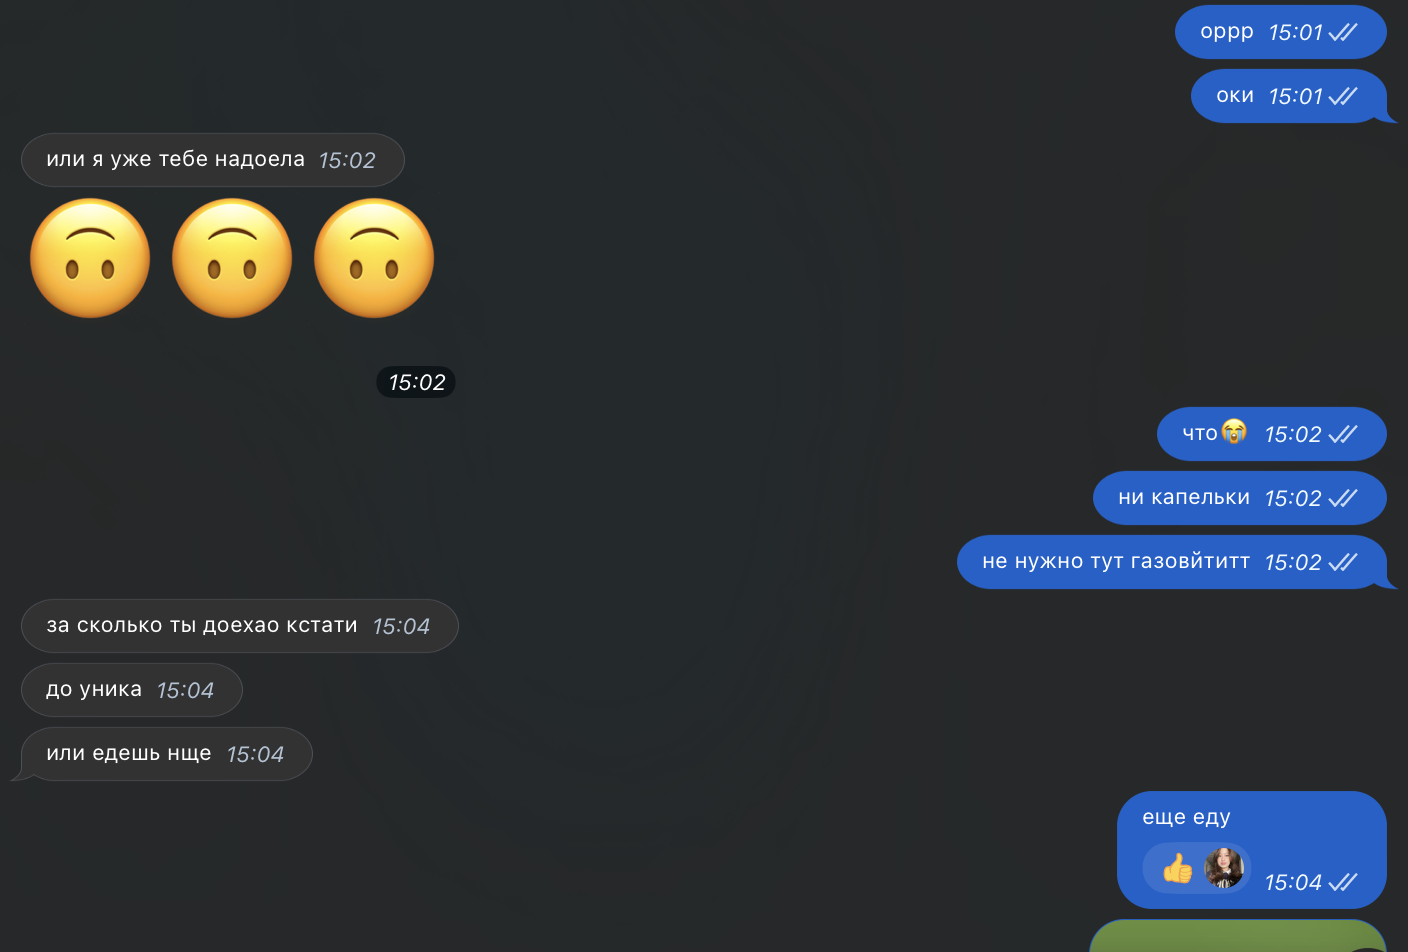 оррр 15:01
оки 15:01
или я уже тебе надоела 15:02
🙃🙃🙃
15:02
что😭 15:02
ни капельки 15:02
не нужно тут газовйтитт 15:02
за сколько ты доехао кстати 15:04
до уника 15:04
или едешь нще 15:04
еще еду
👍 15:04